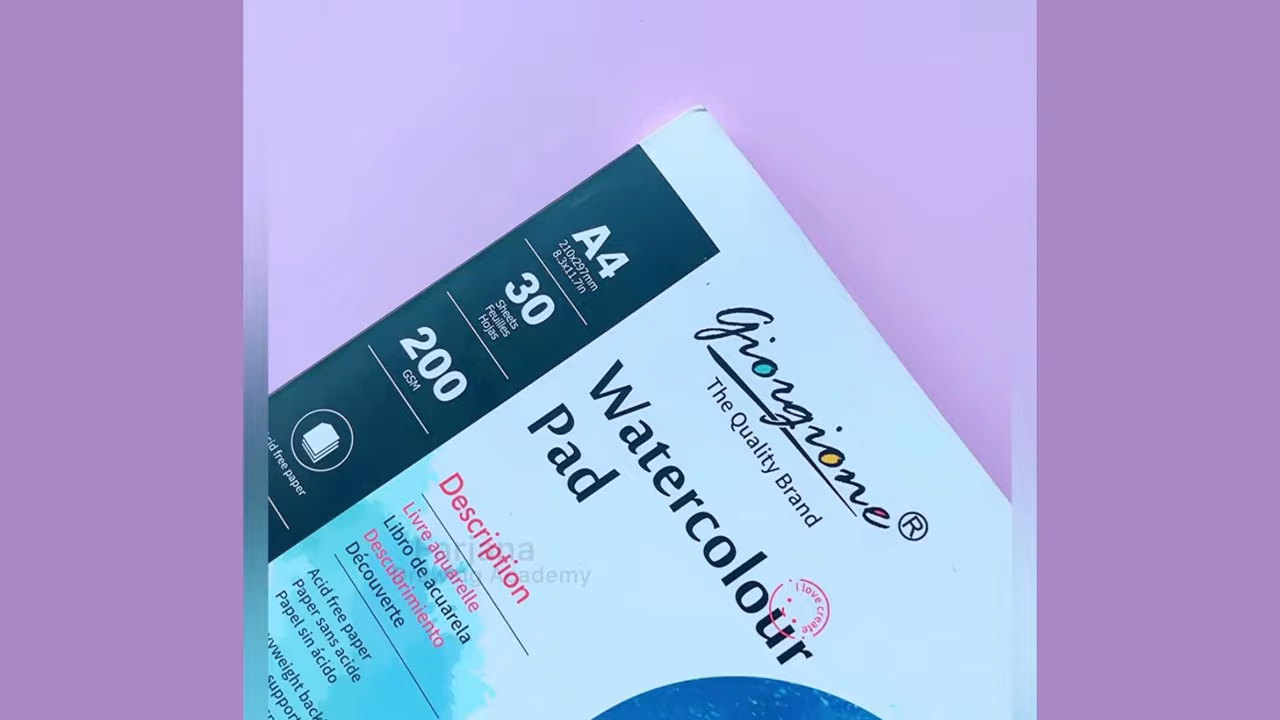 A4
210x297mm
8.3x11.7in
30
Sheets
Feuilles
Hojas
200
GSM
free paper
giorgione®
The Quality Brand
Watercolour
Pad
I love create
Description
Livre aquarelle
Libro de acuarela
Descubrimiento
Découverte
Acid free paper
Paper sans acide
Papel sin ácido
support
Academy